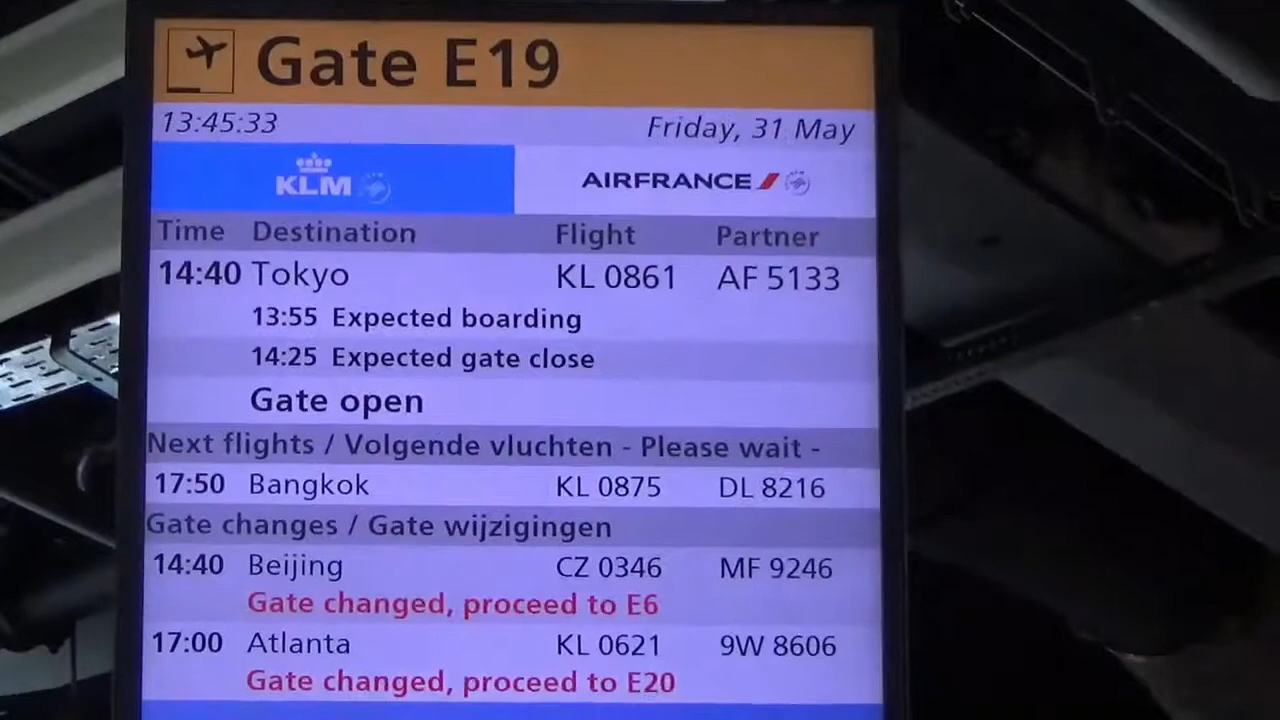 Gate E19
13:45:33 Friday, 31 May
KLM AIRFRANCE
Time Destination Flight Partner
14:40 Tokyo KL 0861 AF 5133
13:55 Expected boarding
14:25 Expected gate close
Gate open
Next flights / Volgende vluchten - Please wait -
17:50 Bangkok KL 0875 DL 8216
Gate changes / Gate wijzigingen
14:40 Beijing CZ 0346 MF 9246
Gate changed, proceed to E6
17:00 Atlanta KL 0621 9W 8606
Gate changed, proceed to E20